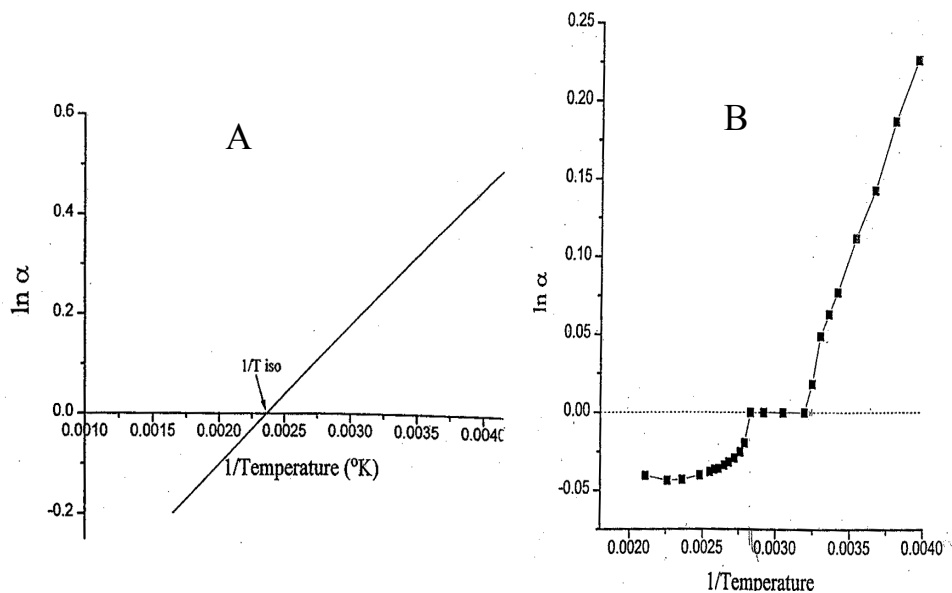 A
0.6
0.4
0.2
0.0
-0.2
ln α
1/T iso
0.0010 0.0015 0.0020 0.0025 0.0030 0.0035 0.0040
1/Temperature (ºK)
B
0.25
0.20
0.15
0.10
0.05
0.00
-0.05
ln α
0.0020 0.0025 0.0030 0.0035 0.0040
1/Temperature